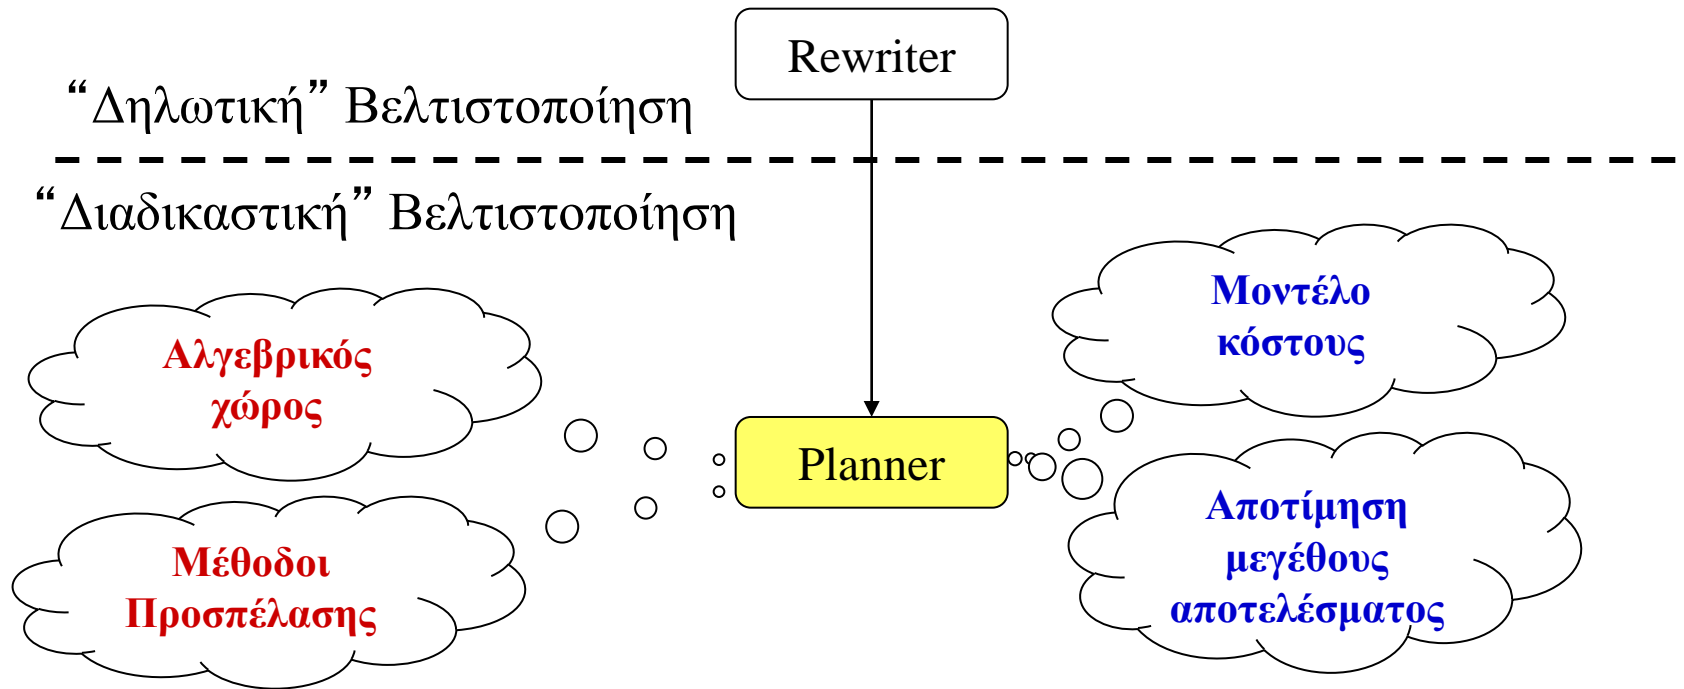 Rewriter
“Δηλωτική” Βελτιστοποίηση
“Διαδικαστική” Βελτιστοποίηση
Αλγεβρικός
χώρος
Μοντέλο
κόστους
Planner
Μέθοδοι
Προσπέλασης
Αποτίμηση
μεγέθους
αποτελέσματος